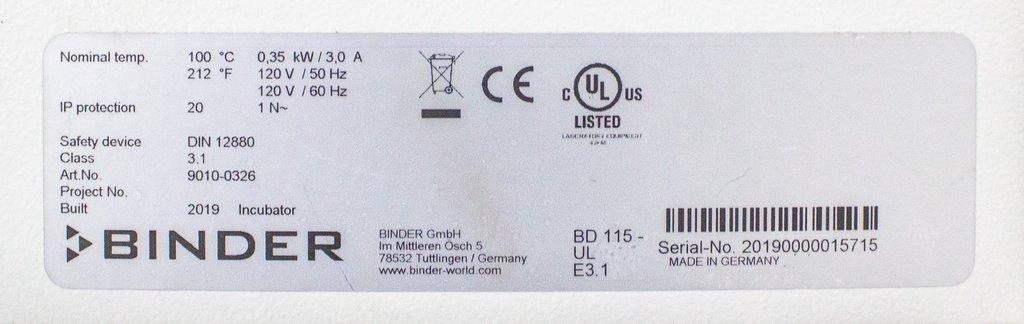 Nominal temp. 100 °C 0,35 kW / 3,0 A
212 °F 120 V / 50 Hz
120 V / 60 Hz
IP protection 20 1 N~
Safety device DIN 12880
Class 3.1
Art.No. 9010-0326
Project No.
Built 2019 Incubator
BINDER
BINDER GmbH
Im Mittleren Ösch 5
78532 Tuttlingen / Germany
www.binder-world.com
CE
C UL US
LISTED
LABORATORY EQUIPMENT
BD 115 -
UL
E3.1
Serial-No. 20190000015715
MADE IN GERMANY